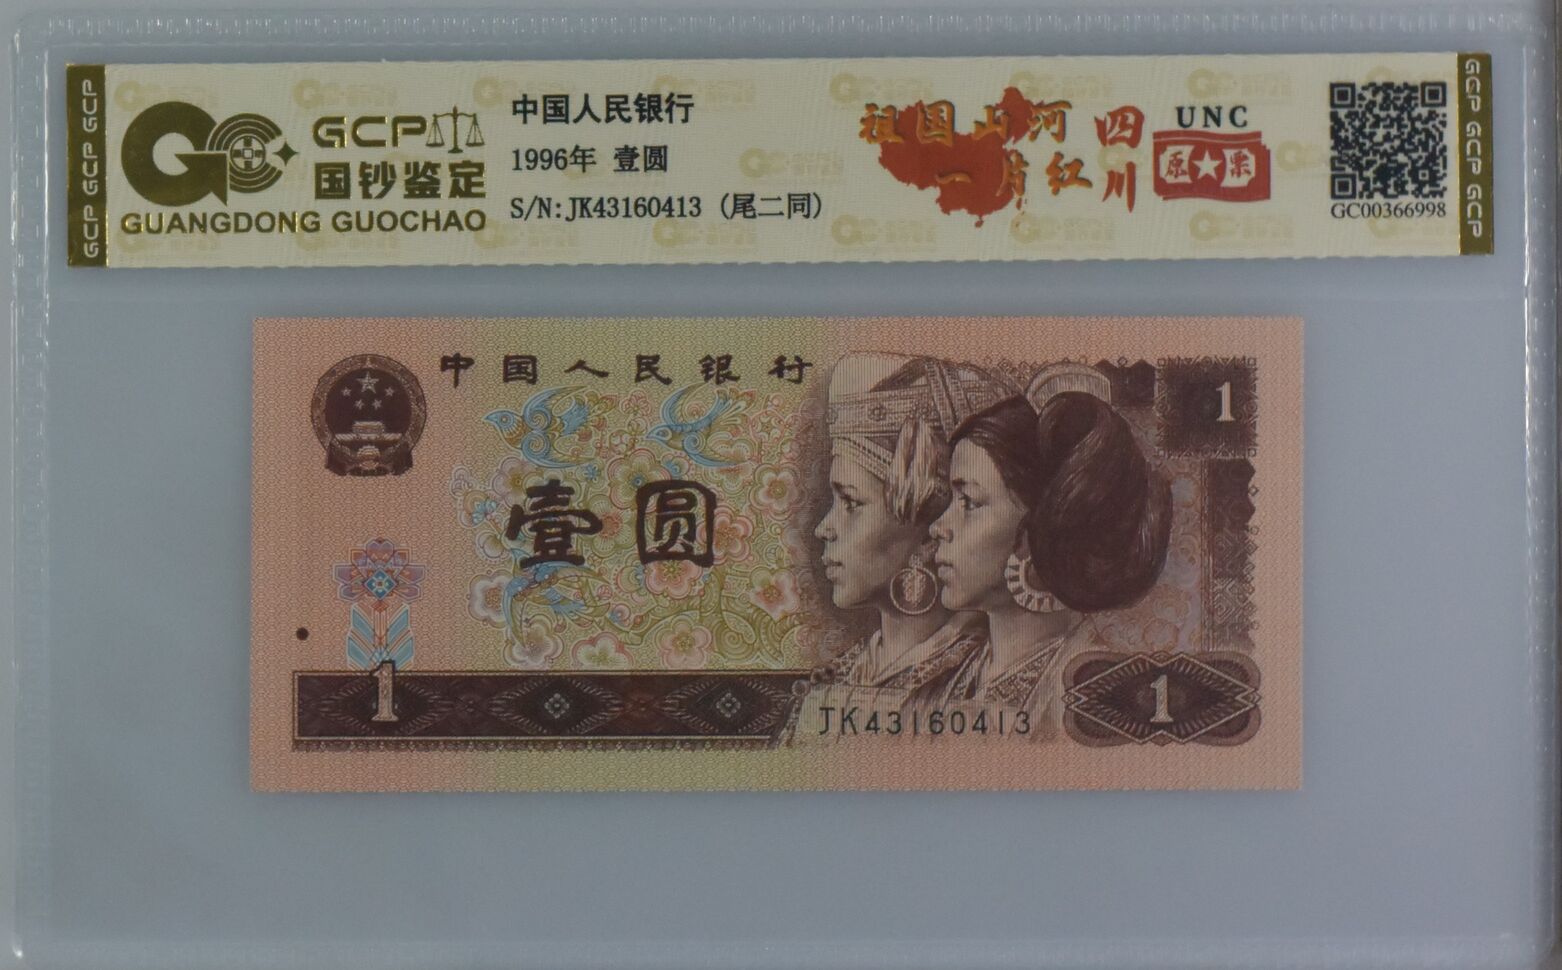 GCP GCP GCP
GCP
国钞鉴定
GUANGDONG GUOCHAO
中国人民银行
1996年 壹圆
S/N:JK43160413 (尾二同)
祖国山河
一片红
四川
UNC
原★票
GC00366998
GCP GCP GCP
中国人民银行
1
壹圆
1
JK43160413
1